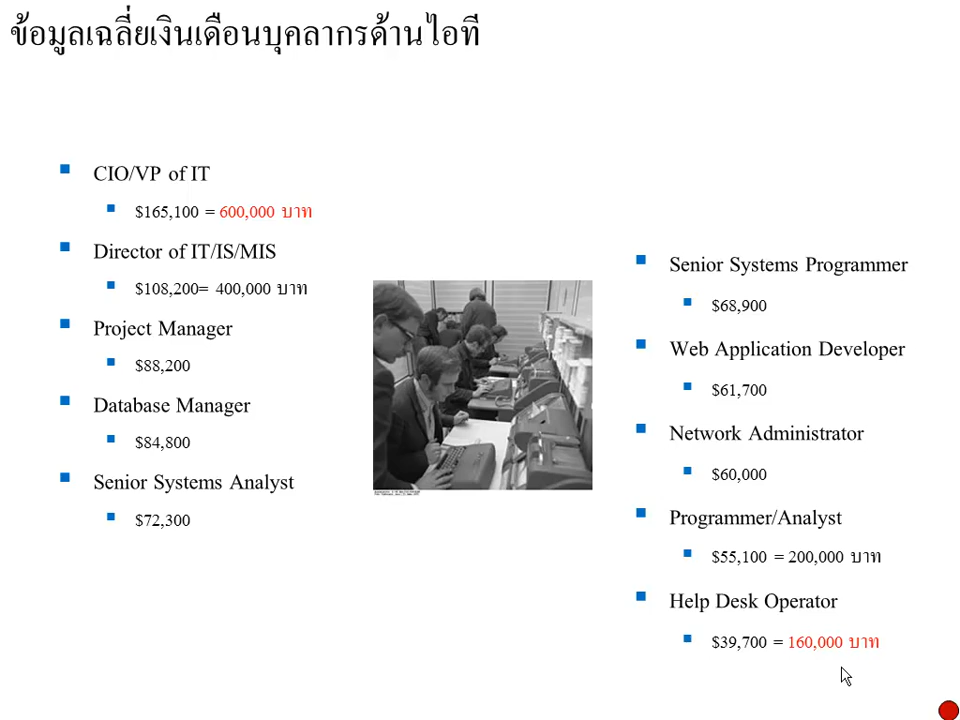 ข้อมูลเฉลี่ยเงินเดือนบุคลากรด้านไอที
CIO/VP of IT
$165,100 = 600,000 บาท
Director of IT/IS/MIS
$108,200= 400,000 บาท
Project Manager
$88,200
Database Manager
$84,800
Senior Systems Analyst
$72,300
Senior Systems Programmer
$68,900
Web Application Developer
$61,700
Network Administrator
$60,000
Programmer/Analyst
$55,100 = 200,000 บาท
Help Desk Operator
$39,700 = 160,000 บาท